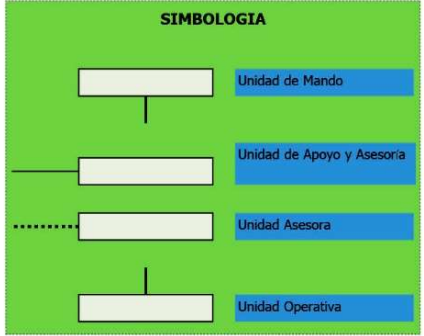 SIMBOLOGIA
Unidad de Mando
Unidad de Apoyo y Asesoría
Unidad Asesora
Unidad Operativa